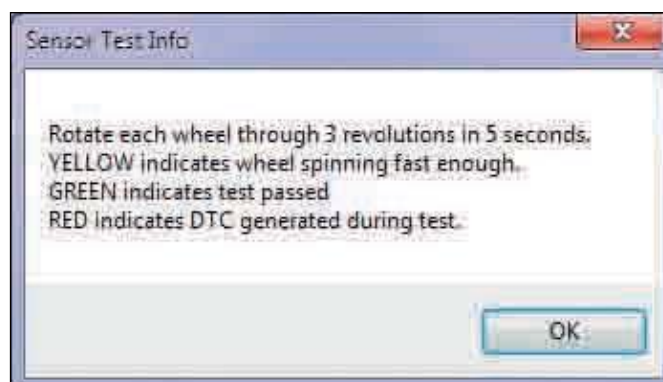 Sensor Test Info
Rotate each wheel through 3 revolutions in 5 seconds.
YELLOW indicates wheel spinning fast enough.
GREEN indicates test passed
RED indicates DTC generated during test.
OK